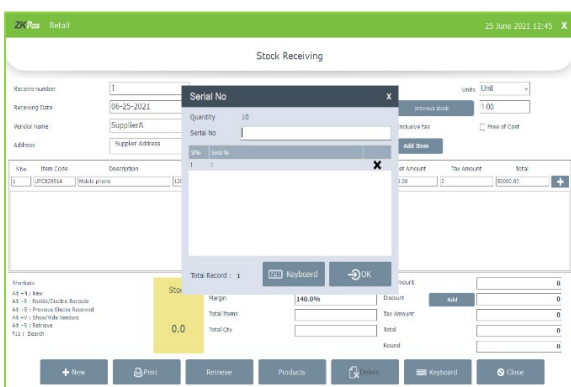 ZKPos Retail 25 June 2021 12:45 X
Stock Receiving
Receive number 1 Units Unit
Receiving Date 06-25-2021 previous stock 1.00
Vendor name SupplierA inclusive tax Free of Cost
Address Supplier Address Add Item
Serial No X
Quantity 10
Serial No
SNo Serial No
1 1 X
Total Record : 1 Keyboard OK
SNo Item Code Description et Amount Tax Amount Total
1 Mobile phone 0 +
Shortcuts
Alt +N : New
Alt +B : Enable/Disable Barcode
Alt +S : Previous Stocks Received
Alt +V : Show/Hide Vendors
Alt +R : Retrieve
F11 : Search
Stoc
0.0
Margin 140.0%
Total Items
Total Qty
mount 0
Discount Add 0
Tax Amount 0
Total 0
Round 0
+ New Print Retrieve Products Delete Keyboard Close